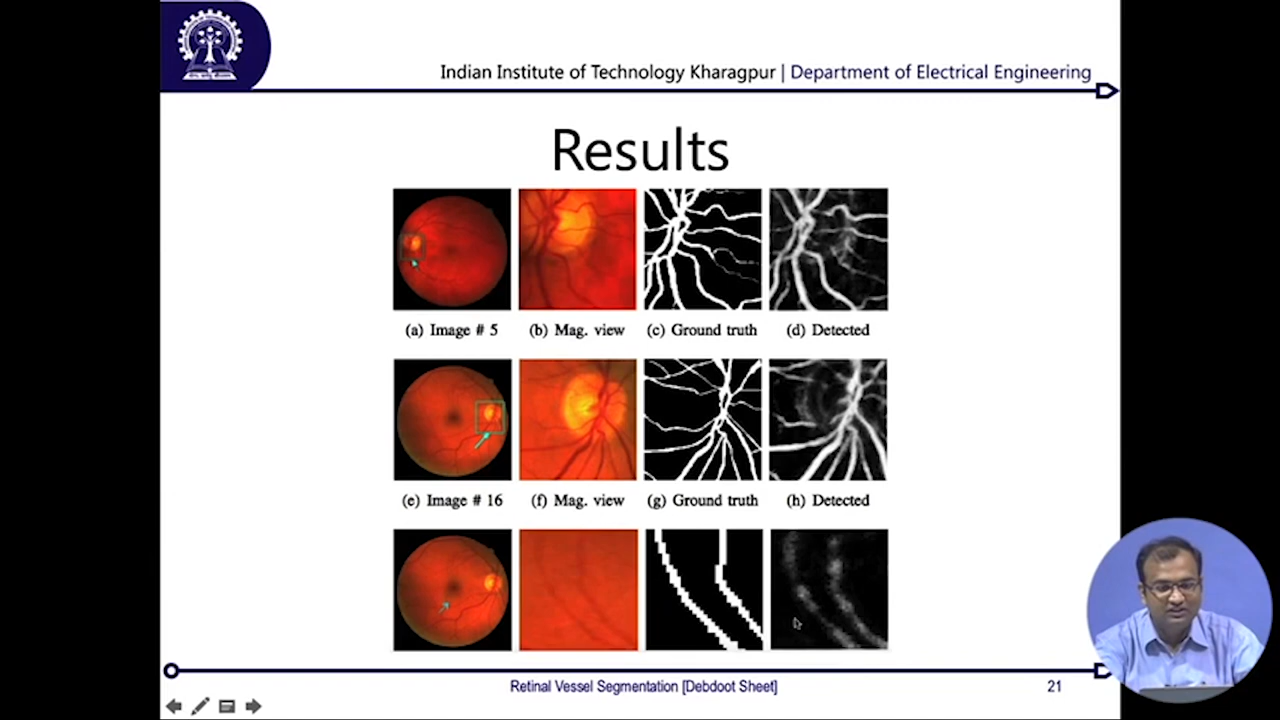 Indian Institute of Technology Kharagpur | Department of Electrical Engineering
Results
(a) Image # 5 (b) Mag. view (c) Ground truth (d) Detected
(e) Image # 16 (f) Mag. view (g) Ground truth (h) Detected
Retinal Vessel Segmentation [Debdoot Sheet] 21